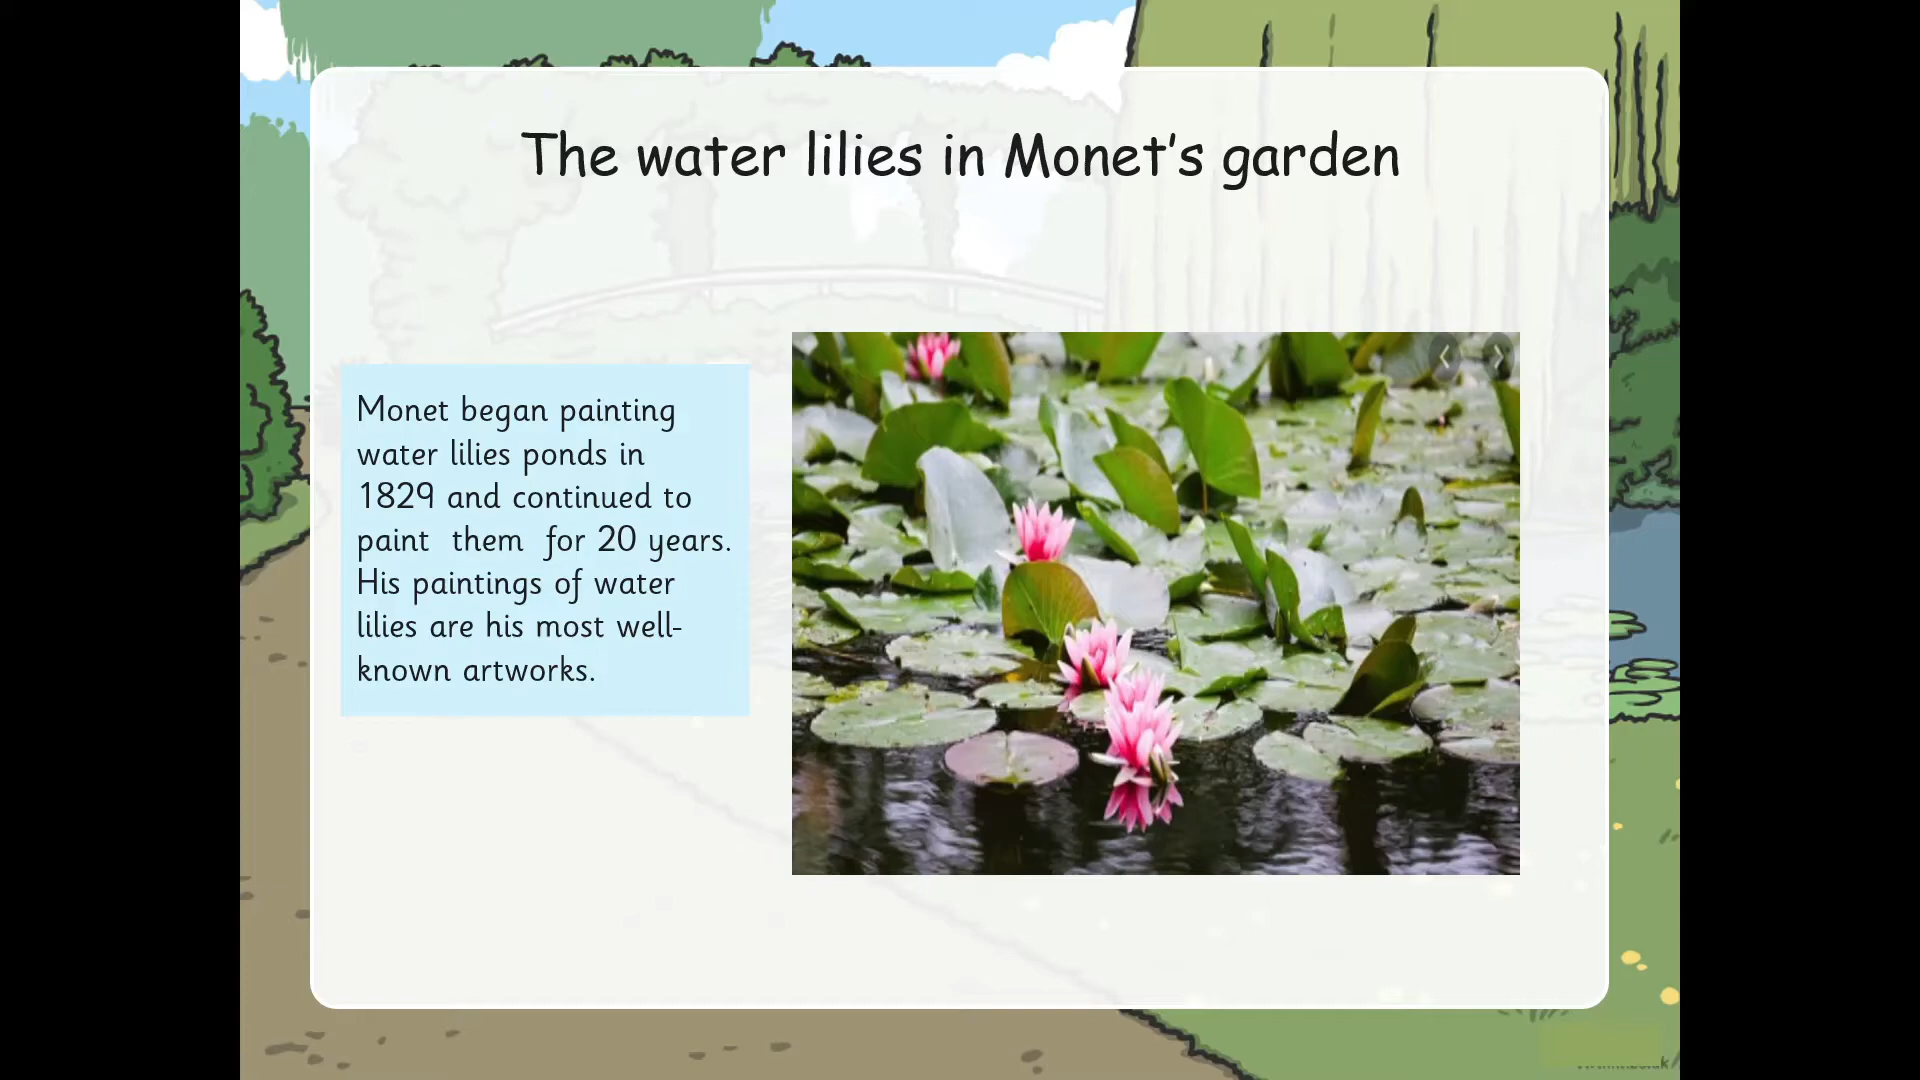 The water lilies in Monet's garden
Monet began painting
water lilies ponds in
1829 and continued to
paint them for 20 years.
His paintings of water
lilies are his most well-
known artworks.